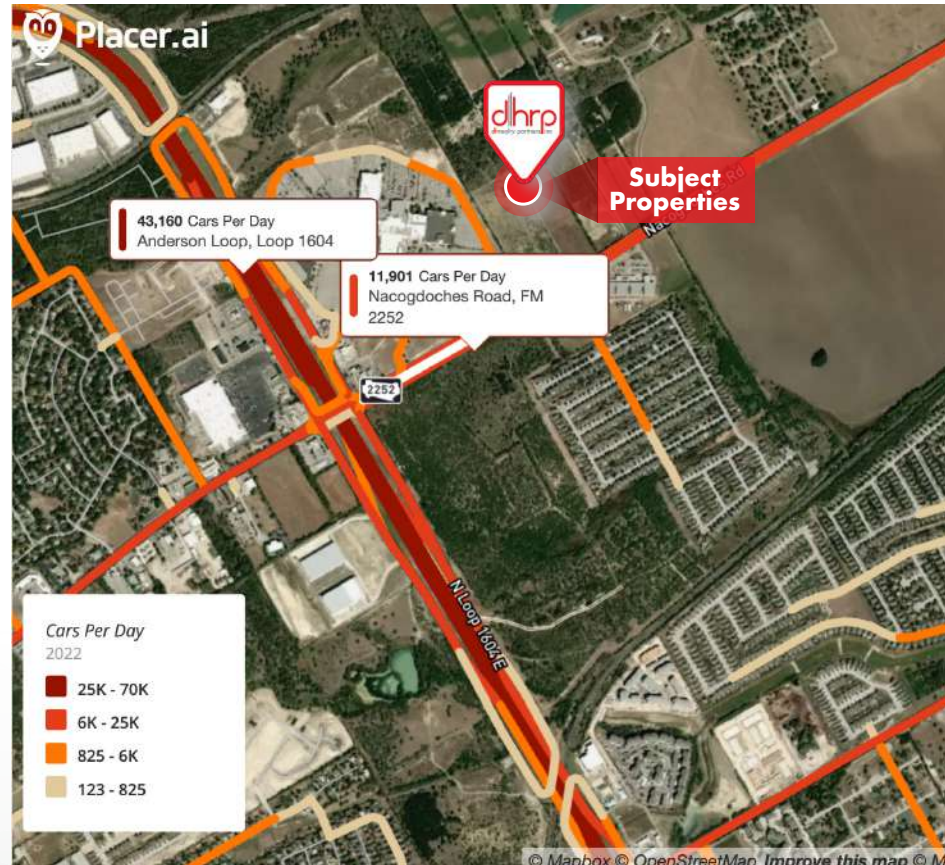 Placer.ai
dhrp
Subject
Properties
43,160 Cars Per Day
Anderson Loop, Loop 1604
11,901 Cars Per Day
Nacogdoches Road, FM
2252
2252
N Loop 1604 E
Cars Per Day
2022
25K - 70K
6K - 25K
825 - 6K
123 - 825
© Mapbox © OpenStreetMap Improve this map ©